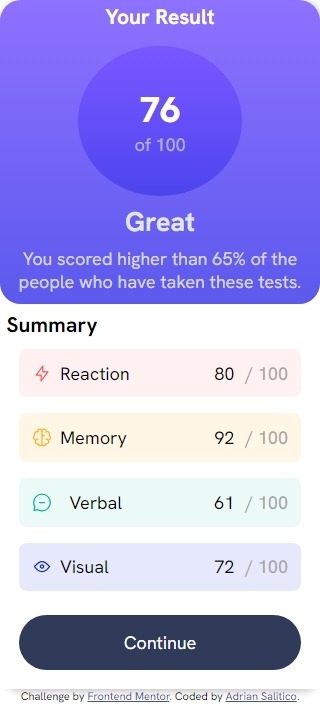 Your Result
76
of 100
Great
You scored higher than 65% of the
people who have taken these tests.
Summary
Reaction 80 / 100
Memory 92 / 100
Verbal 61 / 100
Visual 72 / 100
Continue
Challenge by Frontend Mentor. Coded by Adrian Salitico.